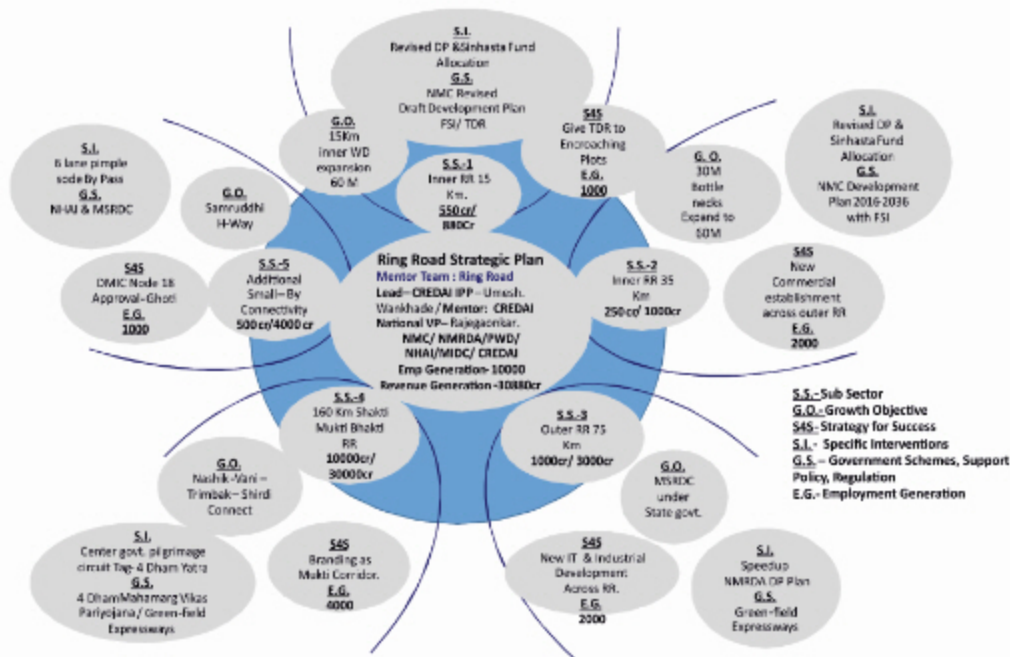 S.I.
Revised DP &Sinhasta Fund
Allocation
G.S.
NMC Revised
Draft Development Plan
FSI/ TDR
G.O.
15Km
inner WD
expansion
60 M
S4S
Give TDR to
Encroaching
Plots
E.G.
1000
S.S.-1
Inner RR 15
Km.
550cr/
880Cr
S.I.
6 lane pimple
sode By Pass
G.S.
NHAI & MSRDC
G.O.
Samruddhi
H-Way
S4S
DMIC Node 18
Approval-Ghoti
E.G.
1000
S.S.-5
Additional
Small–By
Connectivity
500cr/4000cr
G. O.
30M
Bottle
necks
Expand to
60M
S.I.
Revised DP &
Sinhasta Fund
Allocation
G.S.
NMC Development
Plan 2016-2036
with FSI
S.S.-2
Inner RR 35
Km
250cr/ 1000cr
S4S
New
Commercial
establishment
across outer RR
E.G.
2000
Ring Road Strategic Plan
Mentor Team : Ring Road
Lead–CREDAI IPP – Umesh.
Wankhade / Mentor: CREDAI
National VP– Rajegaonkar.
NMC/ NMRDA/PWD/
NHAI/MIDC/ CREDAI
Emp Generation- 10000
Revenue Generation -30880cr
S.S.-4
160 Km Shakti
Mukti Bhakti
RR
10000cr/
30000cr
S.S.-3
Outer RR 75
Km
1000cr/ 3000cr
G.O.
Nashik -Vani –
Trimbak – Shirdi
Connect
S.I.
Center govt. pilgrimage
circuit Tag- 4 Dham Yatra
G.S.
4 DhamMahamarg Vikas
Pariyojana / Green-field
Expressways
S4S
Branding as
Mukti Corridor.
E.G.
4000
G.O.
MSRDC
under
State govt.
S4S
New IT & Industrial
Development
Across RR.
E.G.
2000
S.I.
Speedup
NMRDA DP Plan
G.S.
Green-field
Expressways
S.S.-Sub Sector
G.O.-Growth Objective
S4S- Strategy for Success
S.I.- Specific Interventions
G.S. – Government Schemes, Support
Policy, Regulation
E.G.- Employment Generation